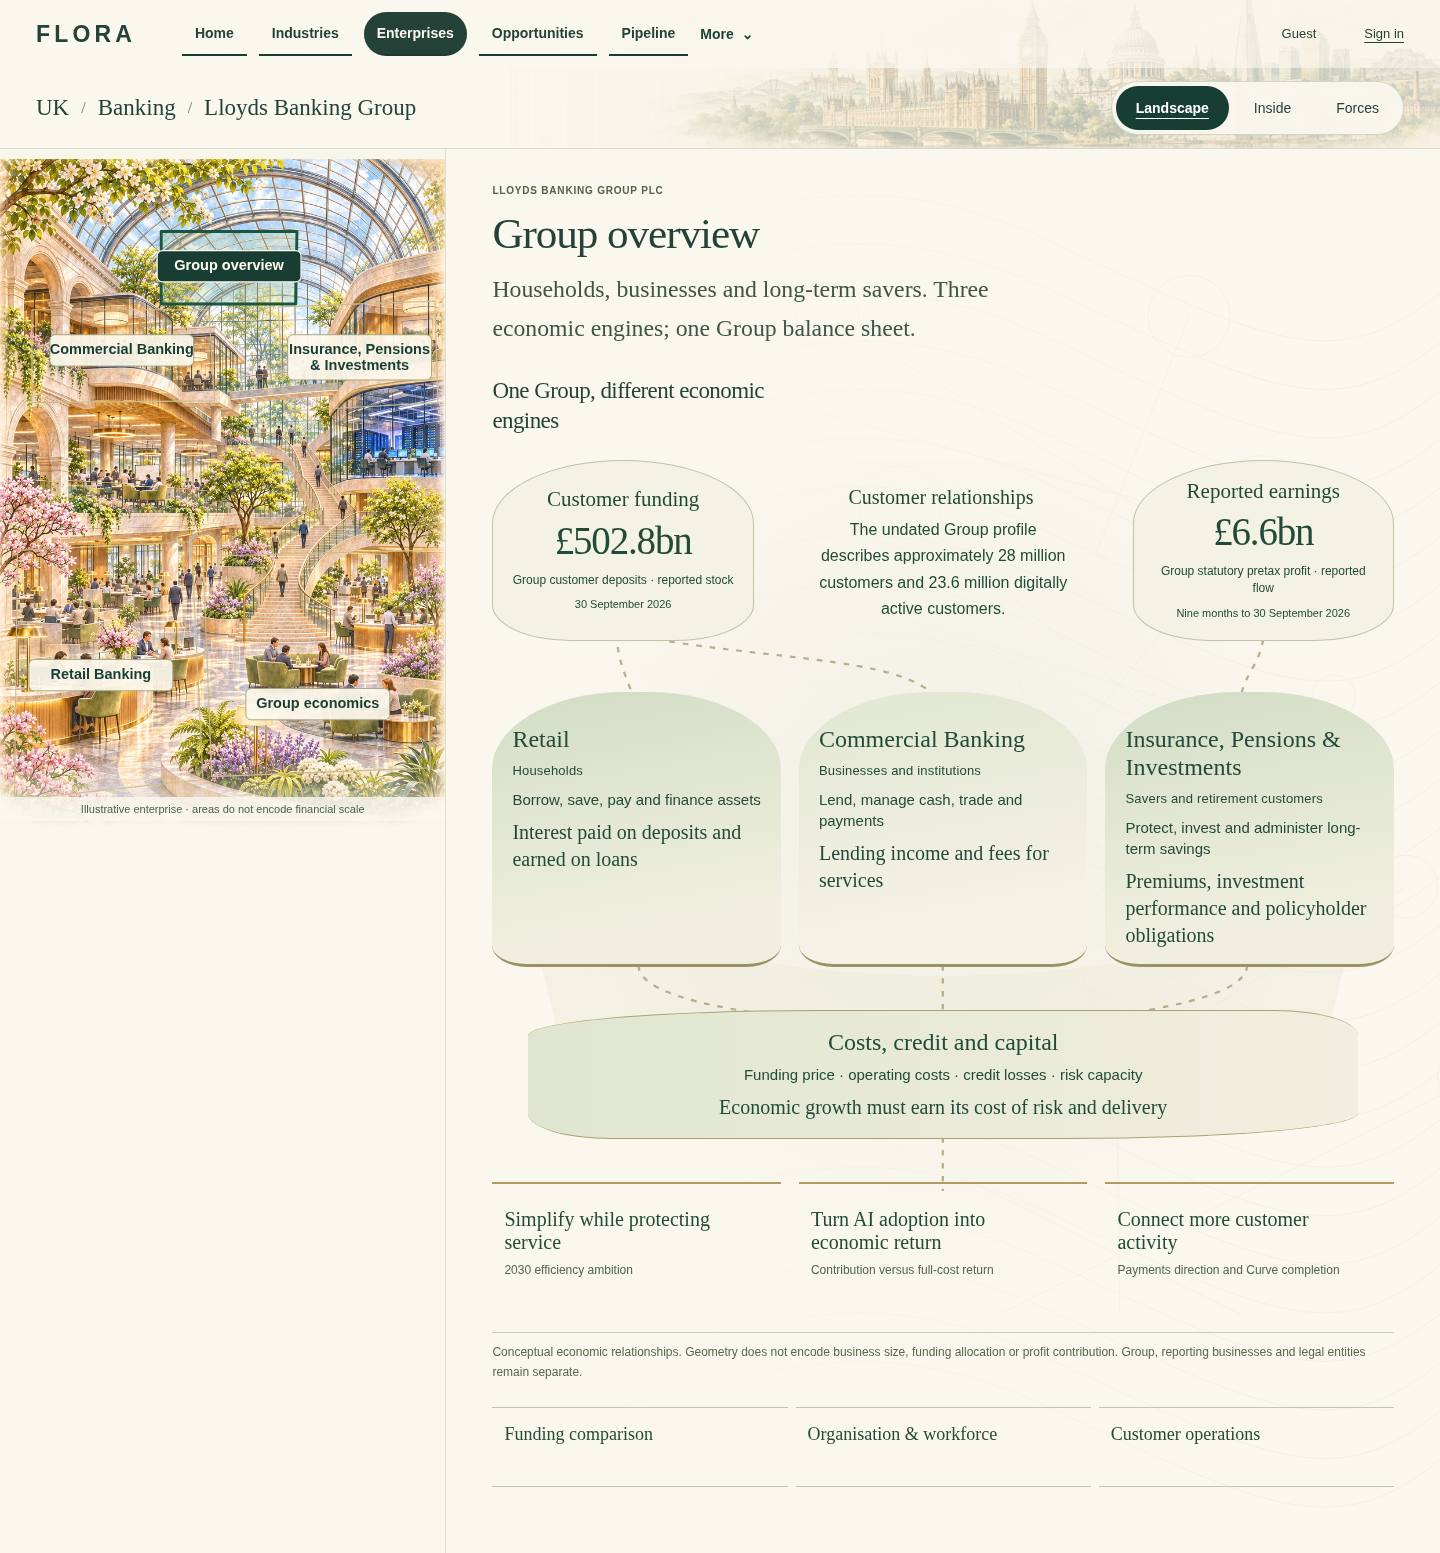 FLORA
Home
Industries
Enterprises
Opportunities
Pipeline
More
Guest
Sign in
UK / Banking / Lloyds Banking Group
Landscape
Inside
Forces
Group overview
Commercial Banking
Insurance, Pensions
& Investments
Retail Banking
Group economics
Illustrative enterprise · areas do not encode financial scale
LLOYDS BANKING GROUP PLC
Group overview
Households, businesses and long-term savers. Three
economic engines; one Group balance sheet.
One Group, different economic
engines
Customer funding
£502.8bn
Group customer deposits · reported stock
30 September 2026
Customer relationships
The undated Group profile
describes approximately 28 million
customers and 23.6 million digitally
active customers.
Reported earnings
£6.6bn
Group statutory pretax profit · reported
flow
Nine months to 30 September 2026
Retail
Households
Borrow, save, pay and finance assets
Interest paid on deposits and
earned on loans
Commercial Banking
Businesses and institutions
Lend, manage cash, trade and
payments
Lending income and fees for
services
Insurance, Pensions &
Investments
Savers and retirement customers
Protect, invest and administer long-
term savings
Premiums, investment
performance and policyholder
obligations
Costs, credit and capital
Funding price · operating costs · credit losses · risk capacity
Economic growth must earn its cost of risk and delivery
Simplify while protecting
service
2030 efficiency ambition
Turn AI adoption into
economic return
Contribution versus full-cost return
Connect more customer
activity
Payments direction and Curve completion
Conceptual economic relationships. Geometry does not encode business size, funding allocation or profit contribution. Group, reporting businesses and legal entities
remain separate.
Funding comparison
Organisation & workforce
Customer operations